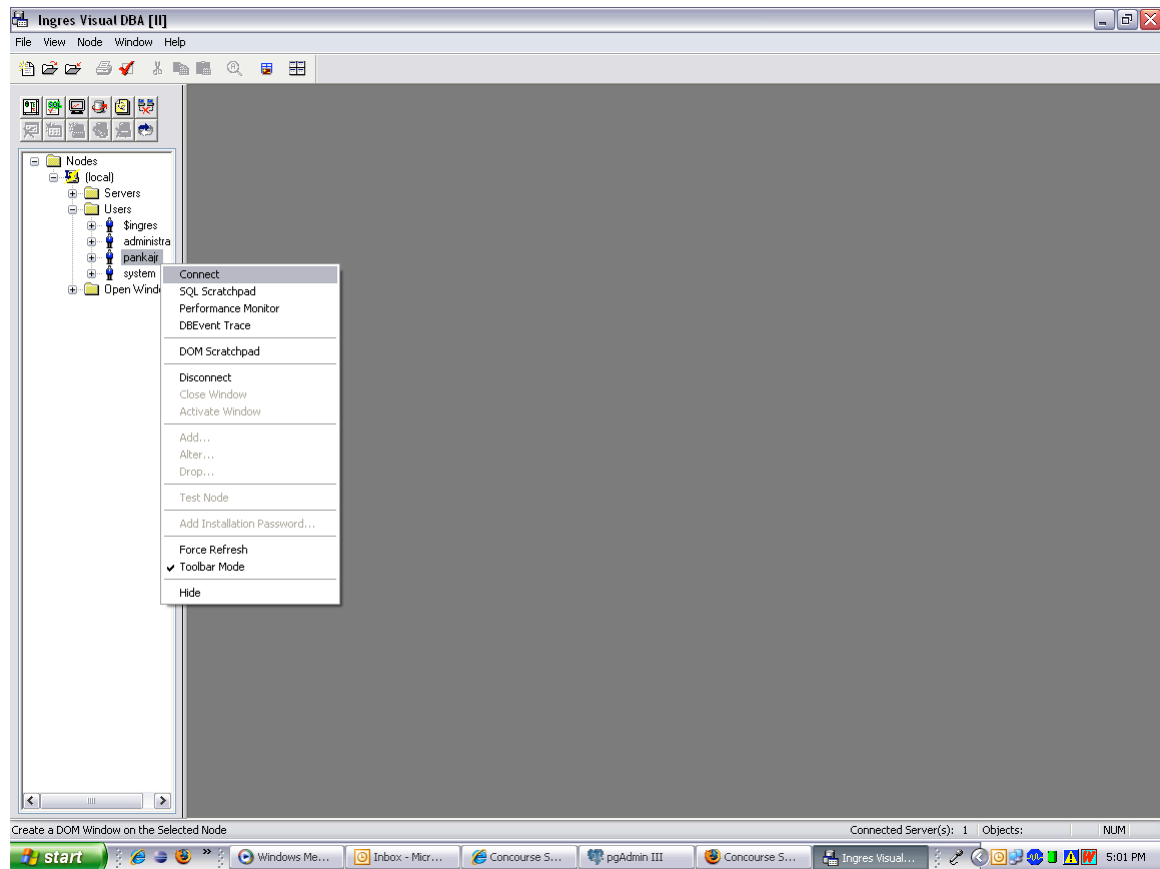 Ingres Visual DBA [II]
File View Node Window Help
Nodes
(local)
Servers
Users
$ingres
administra
pankajr
system
Open Wind
Connect
SQL Scratchpad
Performance Monitor
DBEvent Trace
DOM Scratchpad
Disconnect
Close Window
Activate Window
Add...
Alter...
Drop...
Test Node
Add Installation Password...
Force Refresh
Toolbar Mode
Hide
Create a DOM Window on the Selected Node Connected Server(s): 1 Objects: NUM
start Windows Me... Inbox - Micr... Concourse S... pgAdmin III Concourse S... Ingres Visual... 5:01 PM